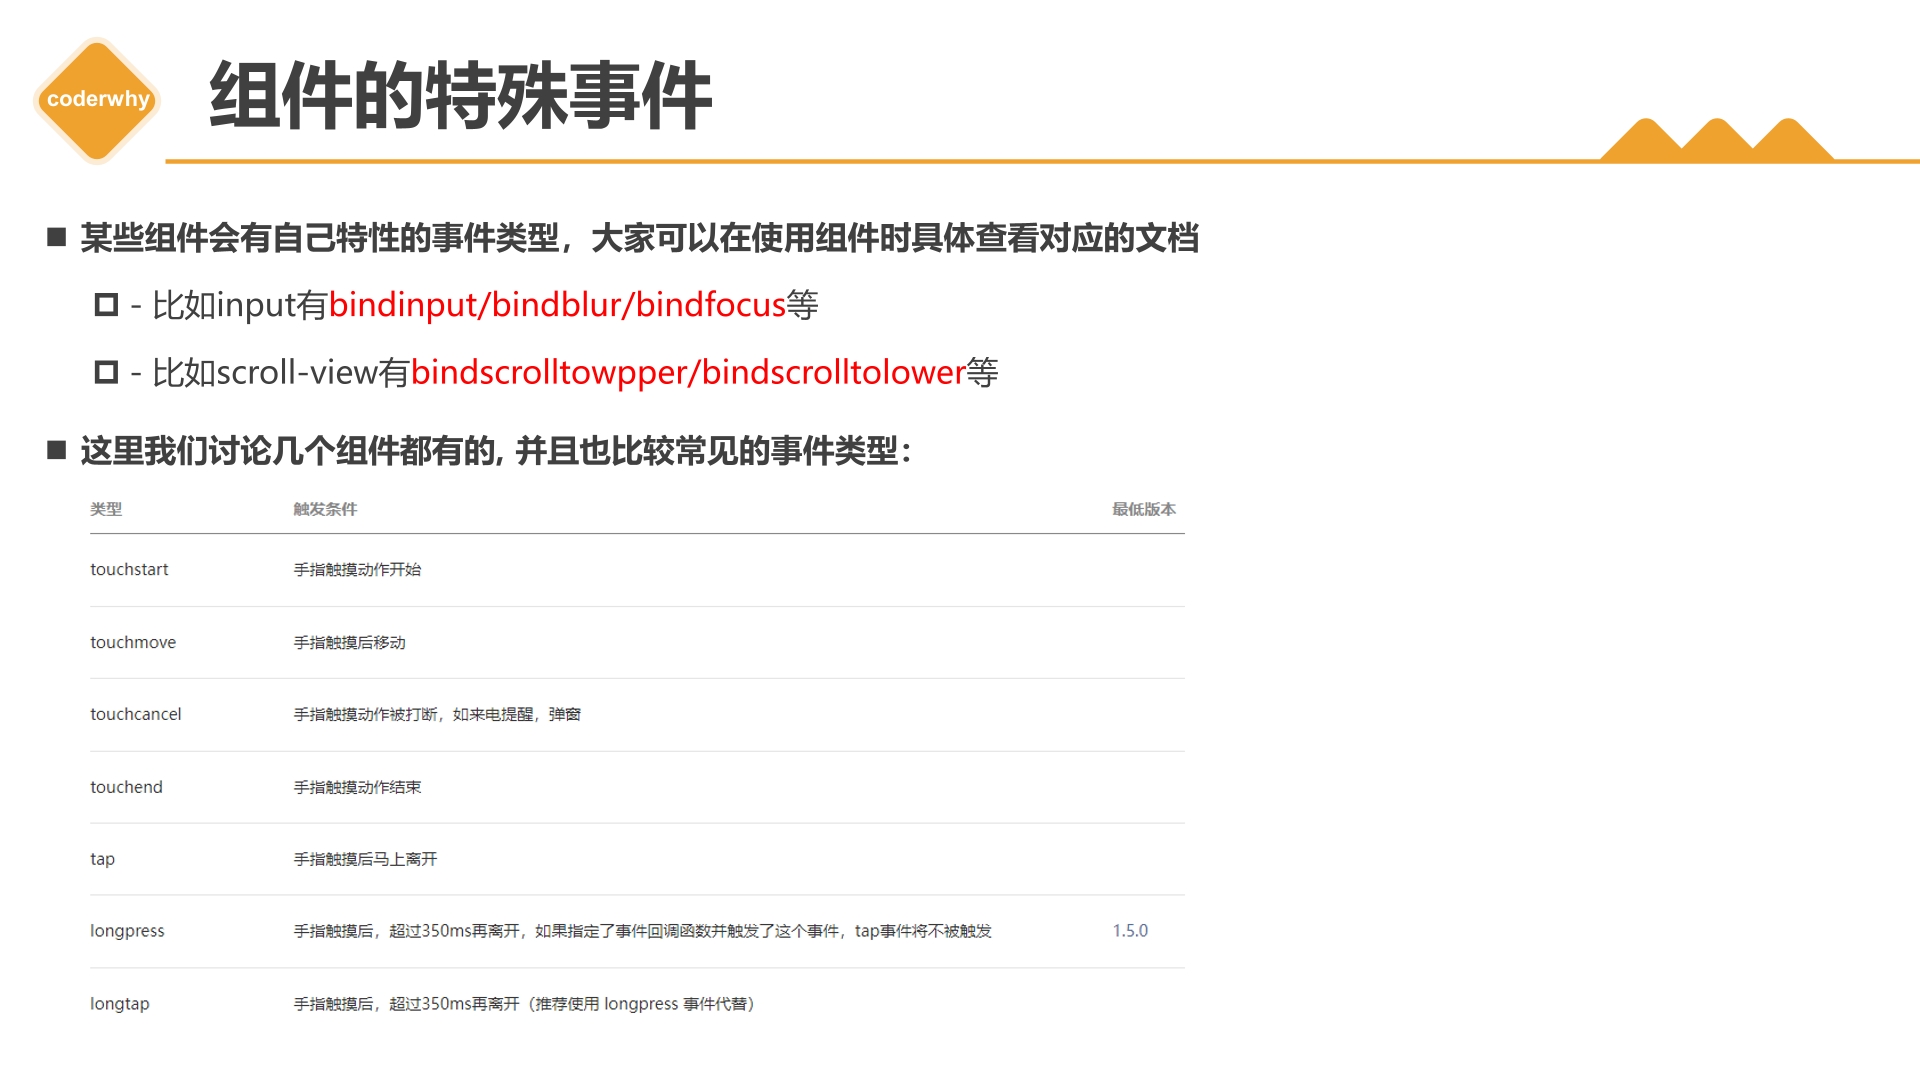 coderwhy
组件的特殊事件
某些组件会有自己特性的事件类型，大家可以在使用组件时具体查看对应的文档
- 比如input有bindinput/bindblur/bindfocus等
- 比如scroll-view有bindscrolltowpper/bindscrolltolower等
这里我们讨论几个组件都有的, 并且也比较常见的事件类型：
类型 触发条件 最低版本
touchstart 手指触摸动作开始
touchmove 手指触摸后移动
touchcancel 手指触摸动作被打断，如来电提醒，弹窗
touchend 手指触摸动作结束
tap 手指触摸后马上离开
longpress 手指触摸后，超过350ms再离开，如果指定了事件回调函数并触发了这个事件，tap事件将不被触发 1.5.0
longtap 手指触摸后，超过350ms再离开（推荐使用 longpress 事件代替）